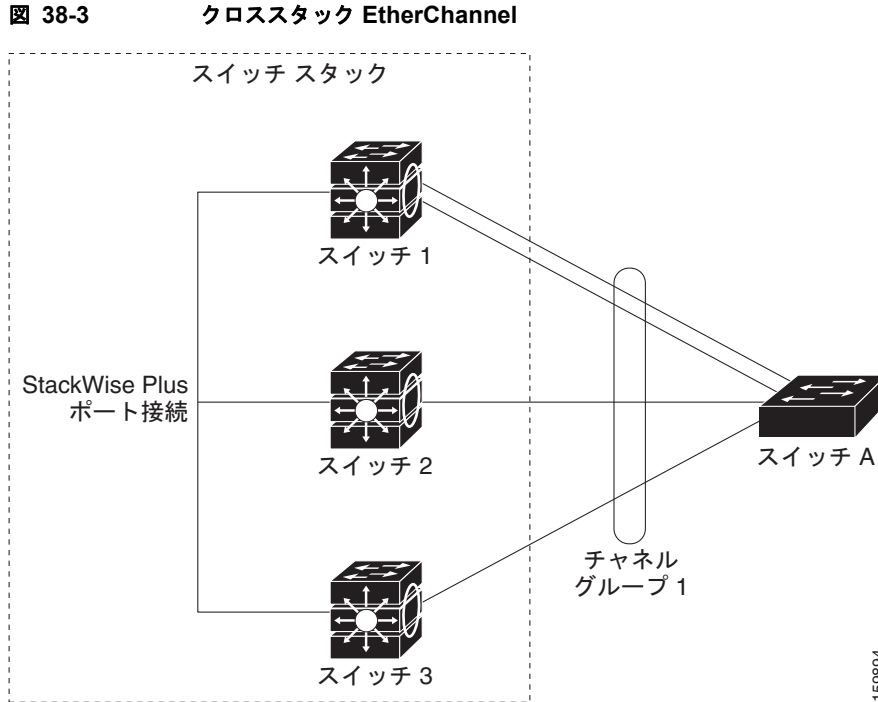 図 38-3 クロススタック EtherChannel
スイッチ スタック
スイッチ 1
StackWise Plus
ポート接続
スイッチ 2
スイッチ A
チャネル
グループ 1
スイッチ 3
159894